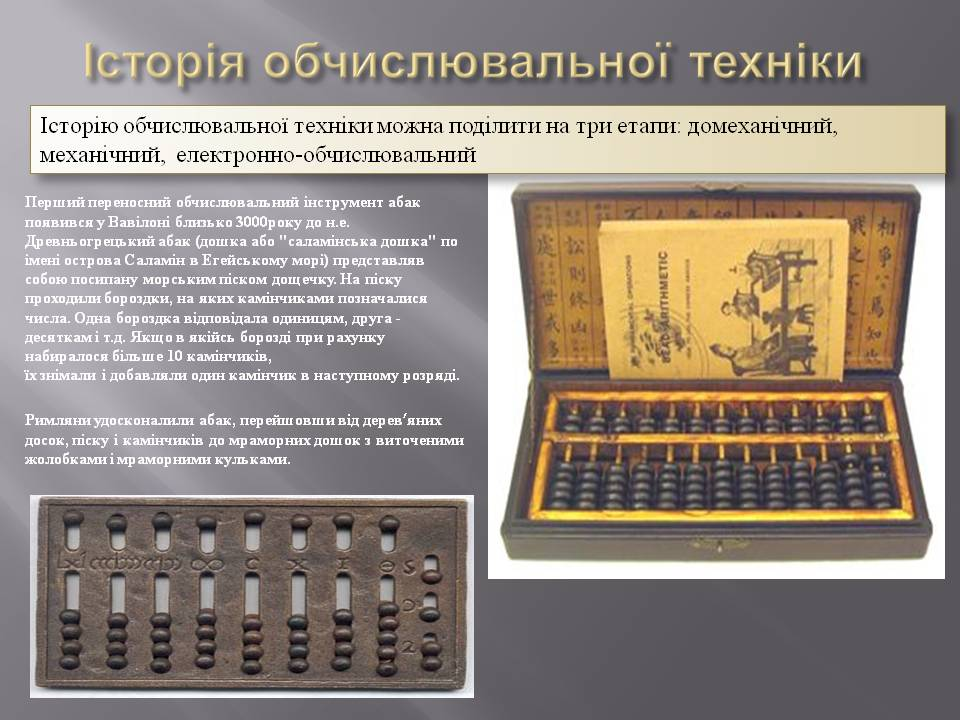 Історія обчислювальної техніки
Історію обчислювальної техніки можна поділити на три етапи: домеханічний,
механічний, електронно-обчислювальний
Перший переносний обчислювальний інструмент абак
появився у Вавілоні близько 3000року до н.е.
Древньогрецький абак (дошка або "саламінська дошка" по
імені острова Саламін в Егейському морі) представляв
собою посипану морським піском дощечку. На піску
проходили бороздки, на яких камінчиками позначалися
числа. Одна бороздка відповідала одиницям, друга -
десяткам і т.д. Якщо в якійсь борозді при рахунку
набиралося більше 10 камінчиків,
їх знімали і добавляли один камінчик в наступному розряді.
Римляни удосконалили абак, перейшовши від дерев'яних
досок, піску і камінчиків до мраморних дошок з виточеними
жолобками і мраморними кульками.
BEAD ARITHMETIC